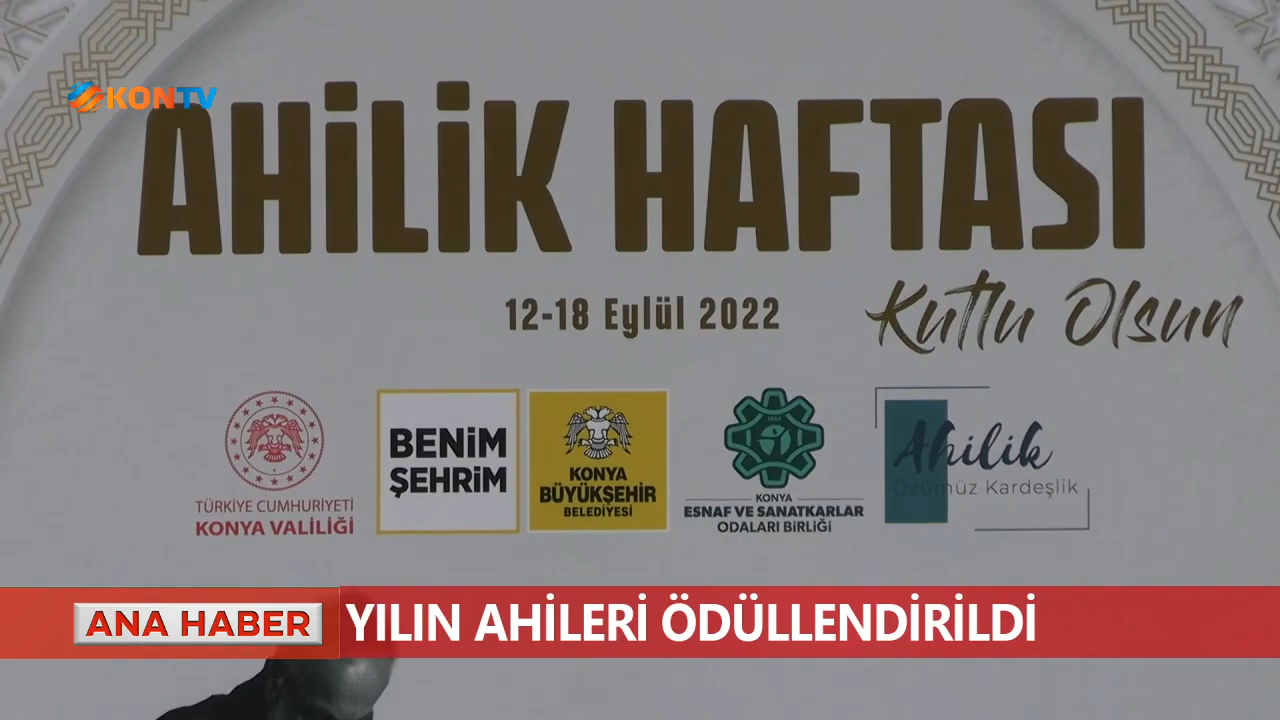 KONTV
AHİLİK HAFTASI
12-18 Eylül 2022
Kutlu Olsun
TÜRKİYE CUMHURİYETİ
KONYA VALİLİĞİ
BENİM
ŞEHRİM
KONYA
BÜYÜKŞEHİR
BELEDİYESİ
1954
KONYA
ESNAF VE SANATKARLAR
ODALARI BİRLİĞİ
Ahilik
Özümüz Kardeşlik
ANA HABER
YILIN AHİLERİ ÖDÜLLENDİRİLDİ